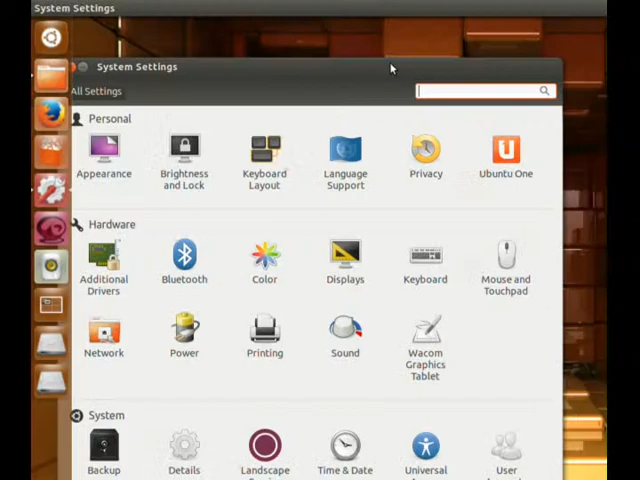 System Settings
System Settings
All Settings
Personal
Appearance
Brightness
and Lock
Keyboard
Layout
Language
Support
Privacy
Ubuntu One
Hardware
Additional
Drivers
Bluetooth
Color
Displays
Keyboard
Mouse and
Touchpad
Network
Power
Printing
Sound
Wacom
Graphics
Tablet
System
Backup
Details
Landscape
Time & Date
Universal
User